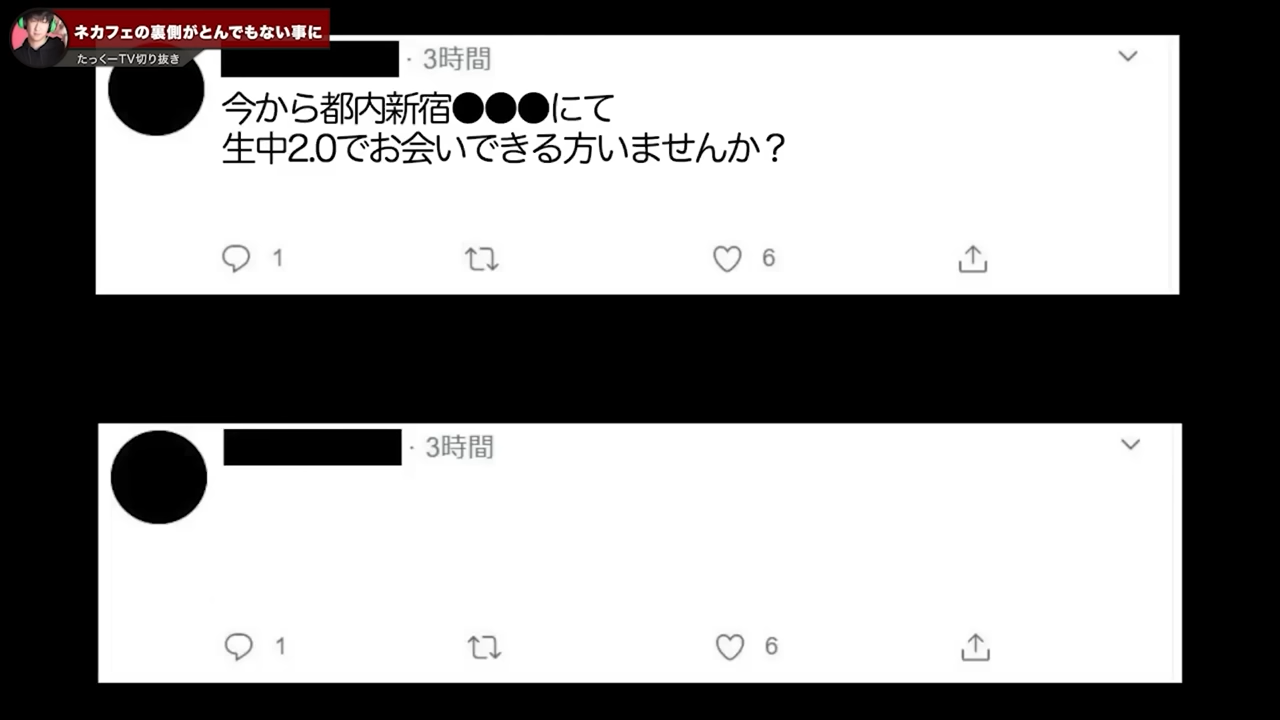 ネカフェの裏側がとんでもない事に
たっくーTV切り抜き
· 3時間
今から都内新宿●●●にて
生中2.0でお会いできる方いませんか？
1
6
· 3時間
1
6